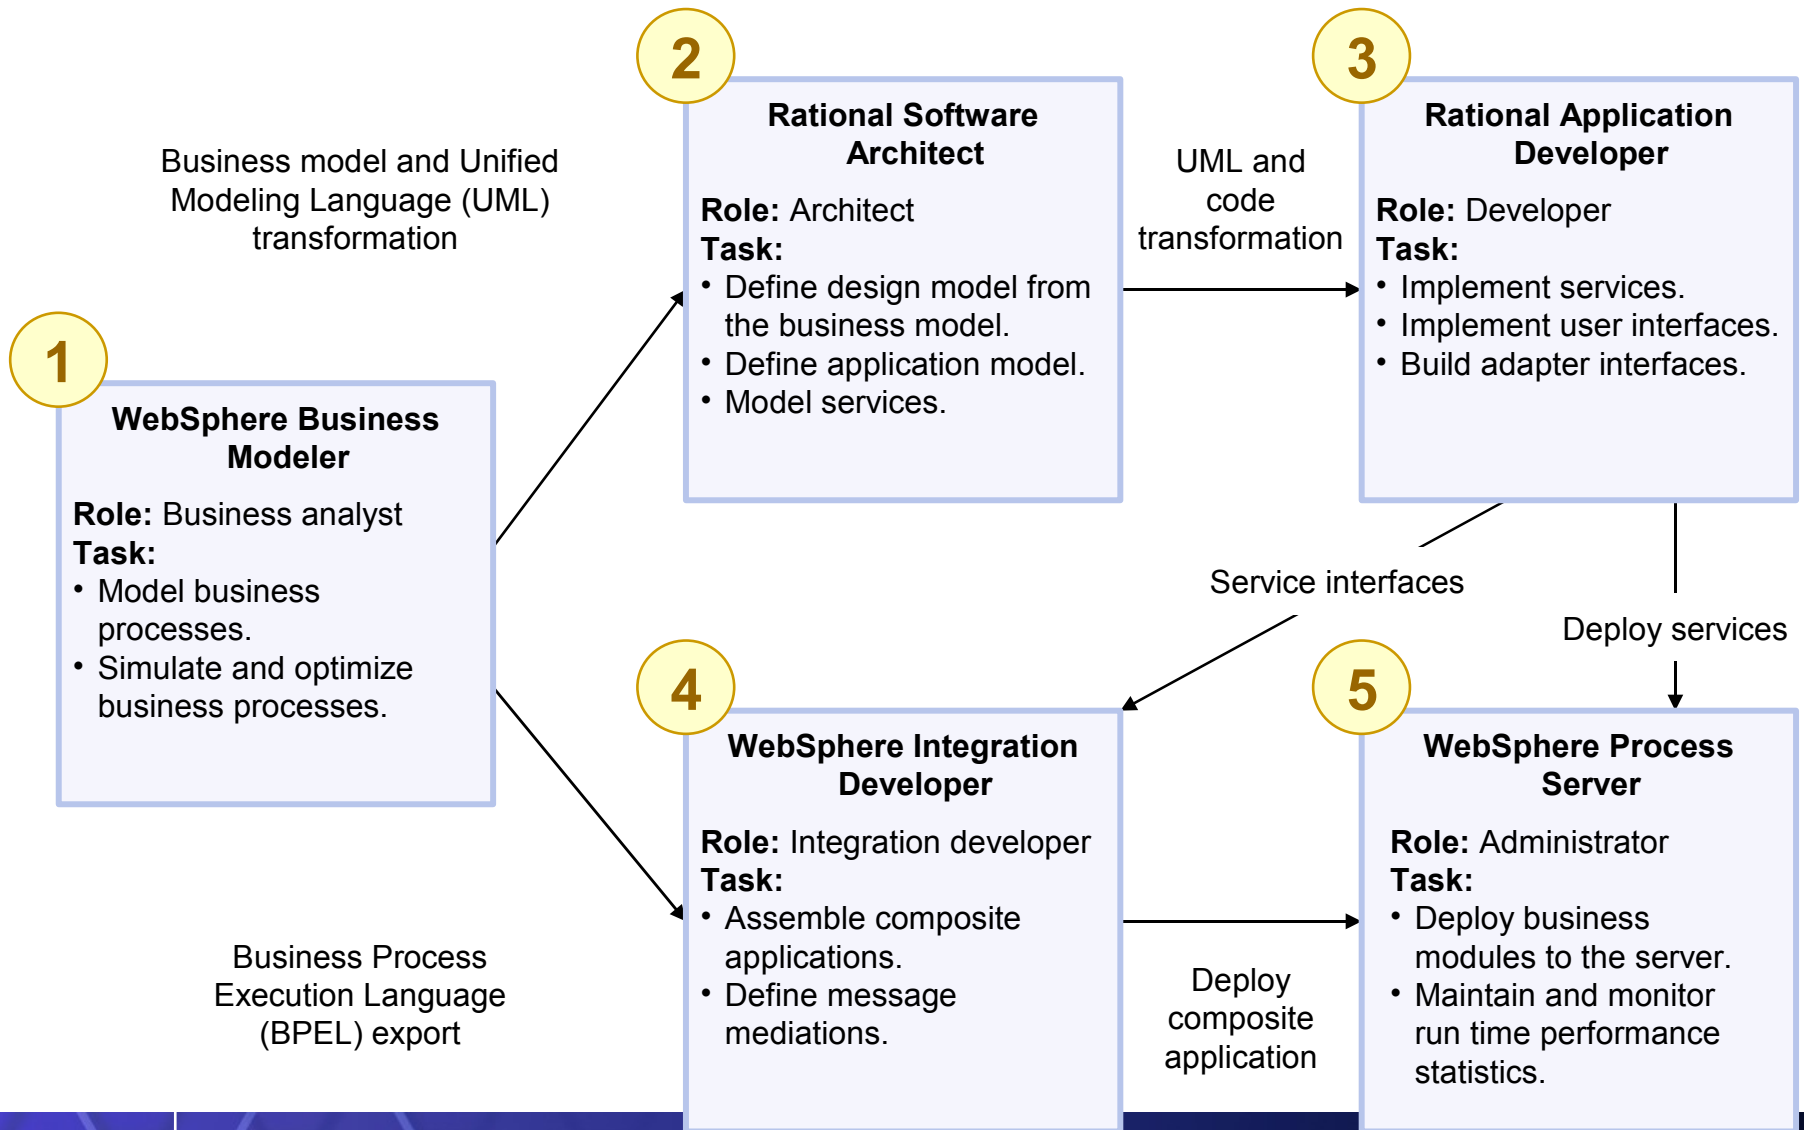 1
WebSphere Business
Modeler
Role: Business analyst
Task:
• Model business
processes.
• Simulate and optimize
business processes.
Business model and Unified
Modeling Language (UML)
transformation
2
Rational Software
Architect
Role: Architect
Task:
• Define design model from
the business model.
• Define application model.
• Model services.
UML and
code
transformation
3
Rational Application
Developer
Role: Developer
Task:
• Implement services.
• Implement user interfaces.
• Build adapter interfaces.
Service interfaces
Deploy services
Business Process
Execution Language
(BPEL) export
4
WebSphere Integration
Developer
Role: Integration developer
Task:
• Assemble composite
applications.
• Define message
mediations.
Deploy
composite
application
5
WebSphere Process
Server
Role: Administrator
Task:
• Deploy business
modules to the server.
• Maintain and monitor
run time performance
statistics.